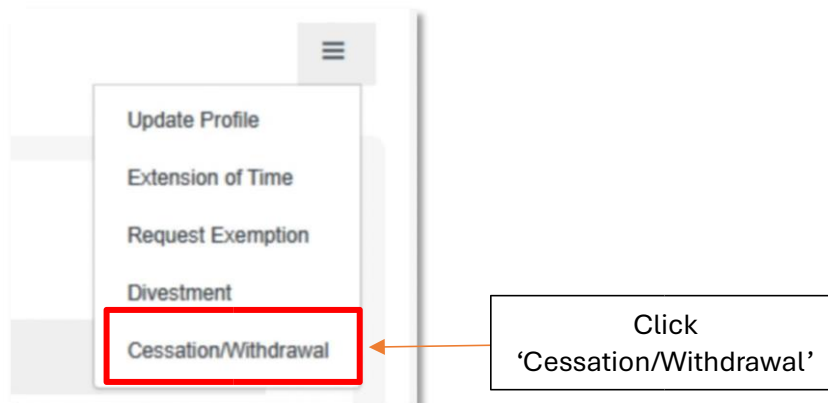 Update Profile
Extension of Time
Request Exemption
Divestment
Cessation/Withdrawal
Click
‘Cessation/Withdrawal’